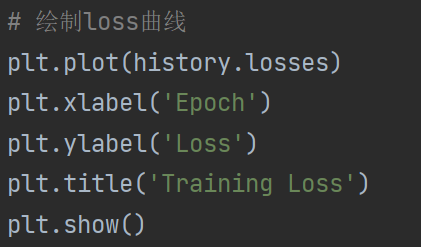 # 绘制loss曲线
plt.plot(history.losses)
plt.xlabel('Epoch')
plt.ylabel('Loss')
plt.title('Training Loss')
plt.show()